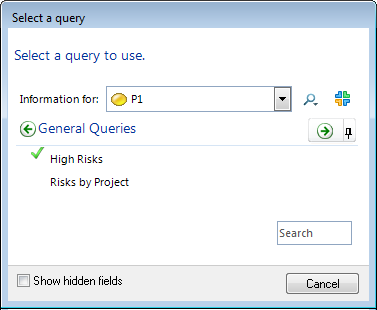 Select a query
Select a query to use.
Information for: P1
General Queries
High Risks
Risks by Project
Search
Show hidden fields
Cancel